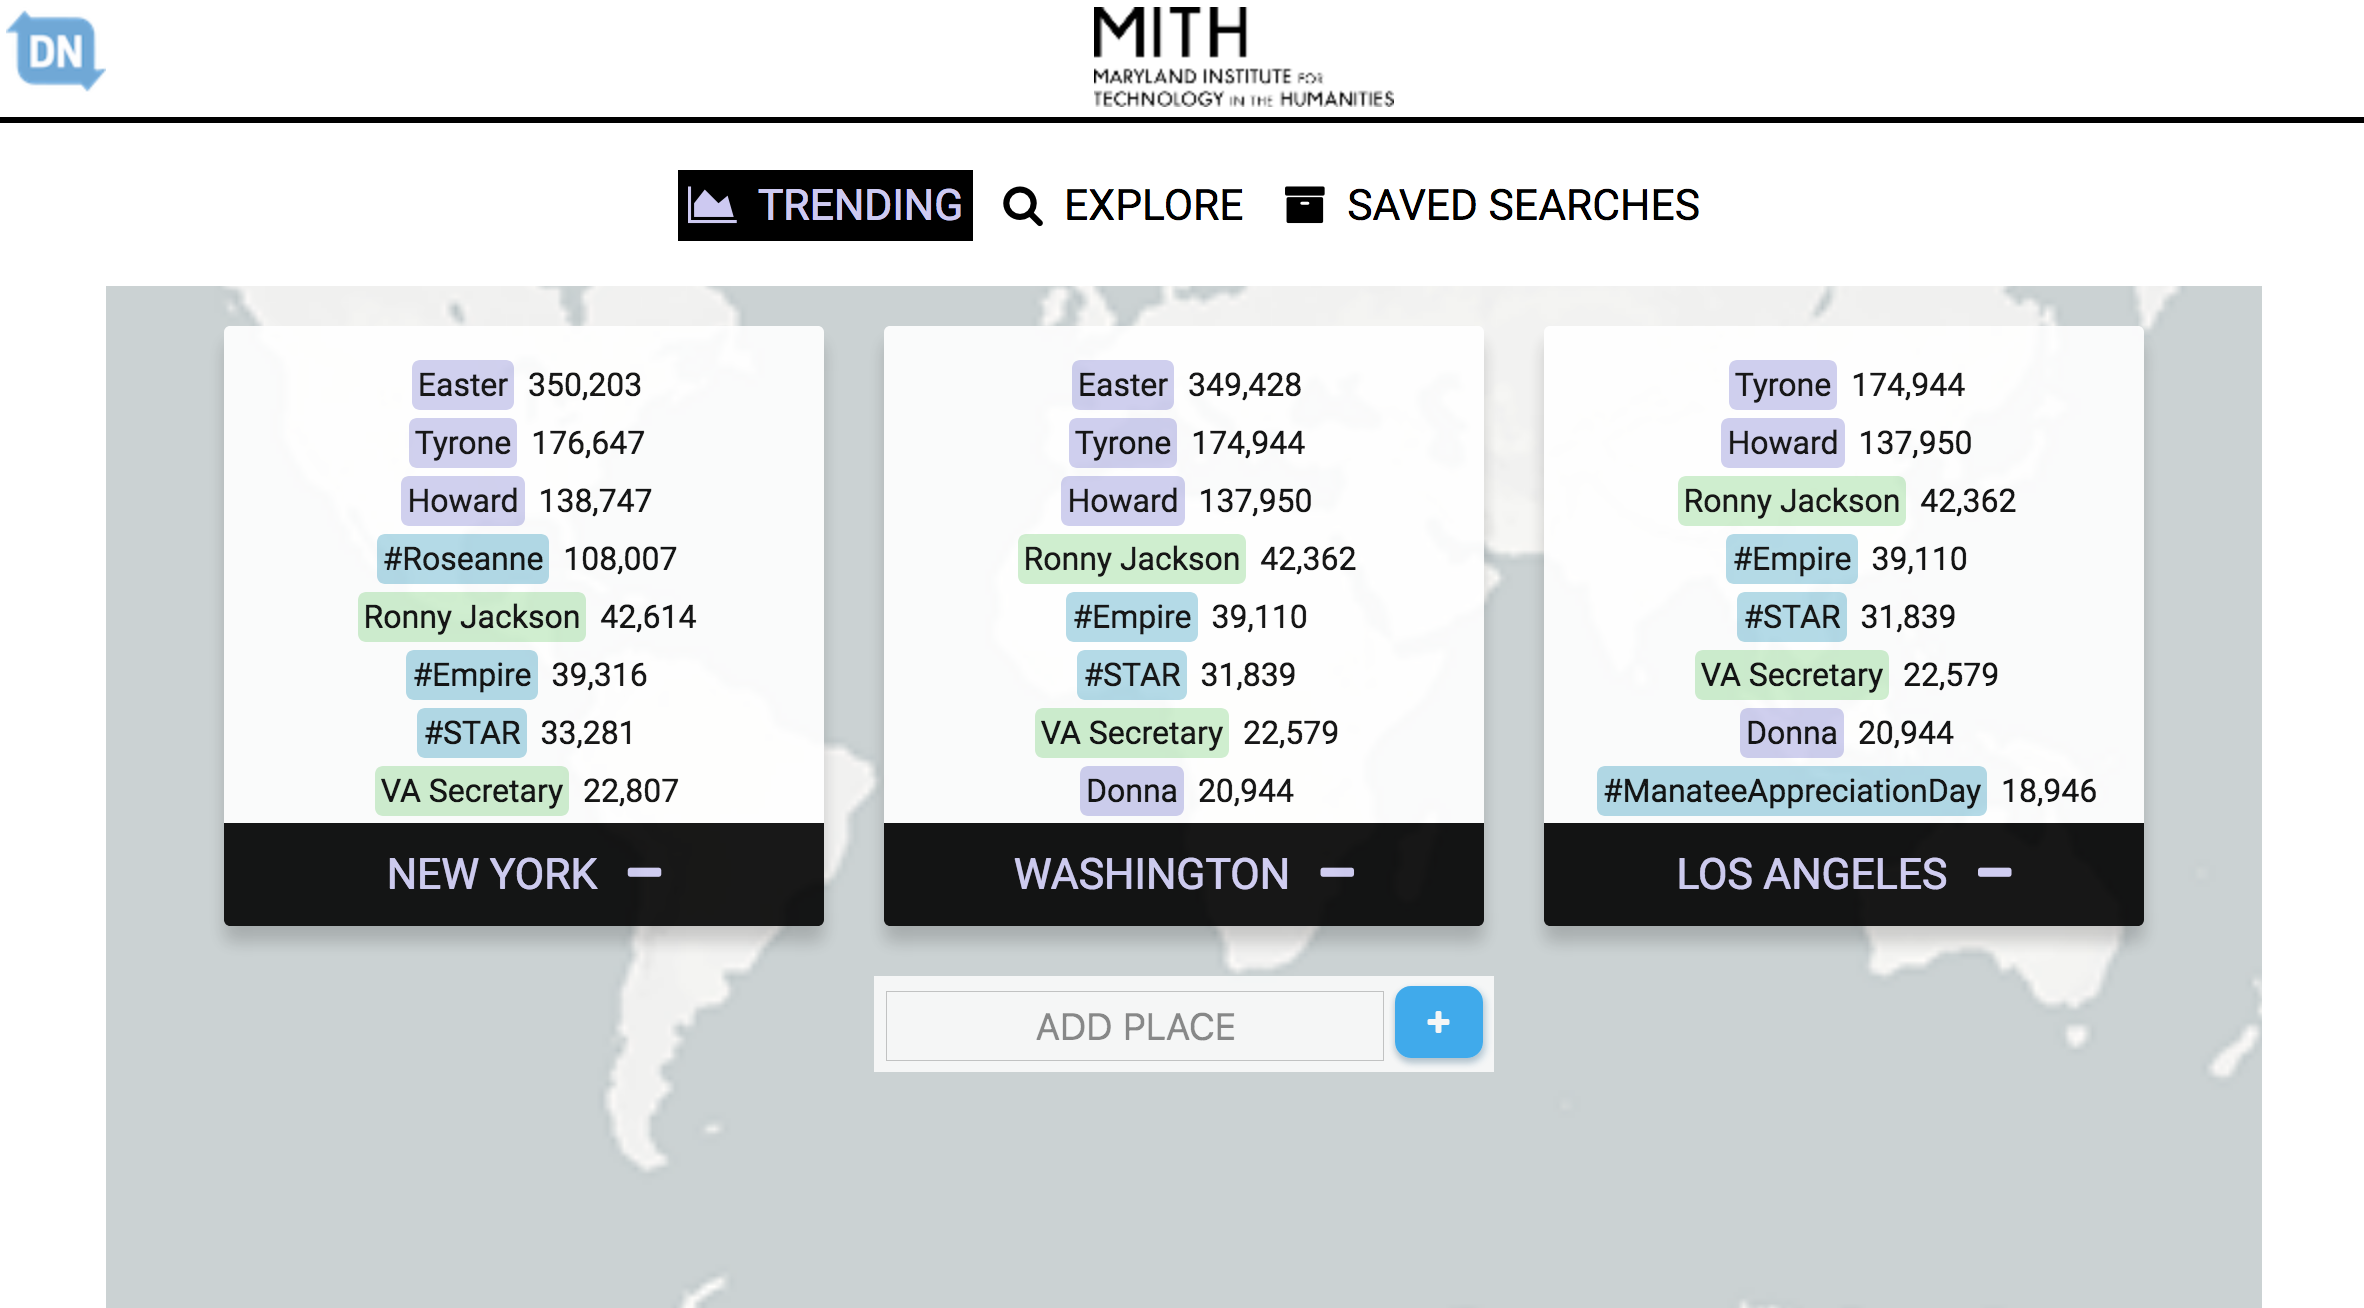 DN
MITH
MARYLAND INSTITUTE FOR
TECHNOLOGY IN THE HUMANITIES
TRENDING
EXPLORE
SAVED SEARCHES
Easter 350,203
Tyrone 176,647
Howard 138,747
#Roseanne 108,007
Ronny Jackson 42,614
#Empire 39,316
#STAR 33,281
VA Secretary 22,807
NEW YORK
Easter 349,428
Tyrone 174,944
Howard 137,950
Ronny Jackson 42,362
#Empire 39,110
#STAR 31,839
VA Secretary 22,579
Donna 20,944
WASHINGTON
Tyrone 174,944
Howard 137,950
Ronny Jackson 42,362
#Empire 39,110
#STAR 31,839
VA Secretary 22,579
Donna 20,944
#ManateeAppreciationDay 18,946
LOS ANGELES
ADD PLACE
+